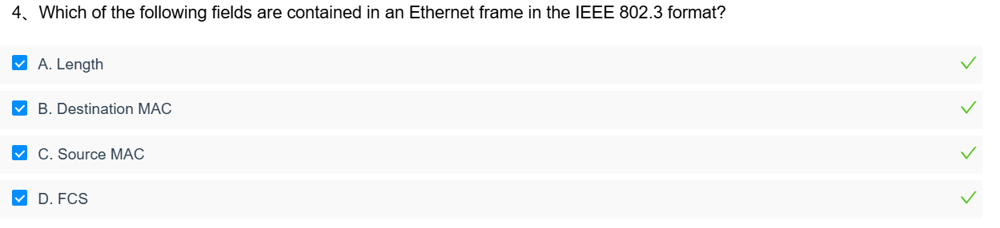 4、Which of the following fields are contained in an Ethernet frame in the IEEE 802.3 format?
A. Length
B. Destination MAC
C. Source MAC
D. FCS